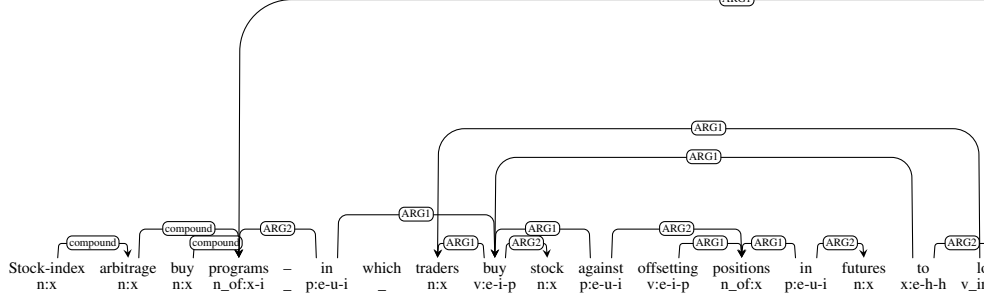 ARG1
ARG1
ARG1
ARG1
compound ARG2 ARG2
compound compound ARG1 ARG2 ARG1 ARG1 ARG1 ARG2 ARG2
Stock-index arbitrage buy programs – in which traders buy stock against offsetting positions in futures to
n:x n:x n:x n_of:x-i _ p:e-u-i _ n:x v:e-i-p n:x p:e-u-i v:e-i-p n_of:x p:e-u-i n:x x:e-h-h